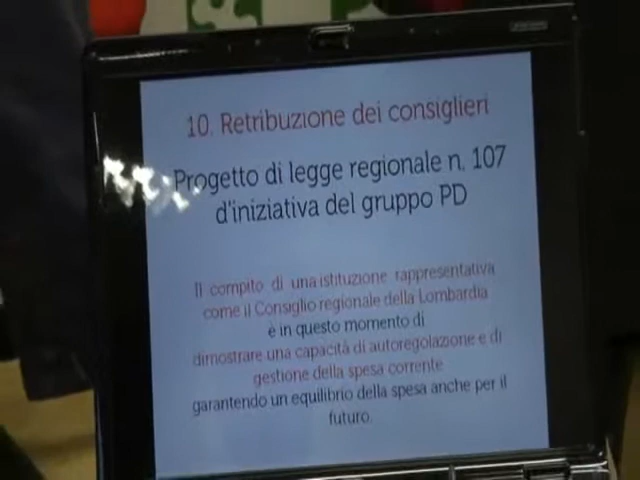 10. Retribuzione dei consiglieri
Progetto di legge regionale n. 107
d'iniziativa del gruppo PD
Il compito di una istituzione rappresentativa
come il Consiglio regionale della Lombardia
è in questo momento di
dimostrare una capacità di autoregolazione e di
gestione della spesa corrente
garantendo un equilibrio della spesa anche per il
futuro.